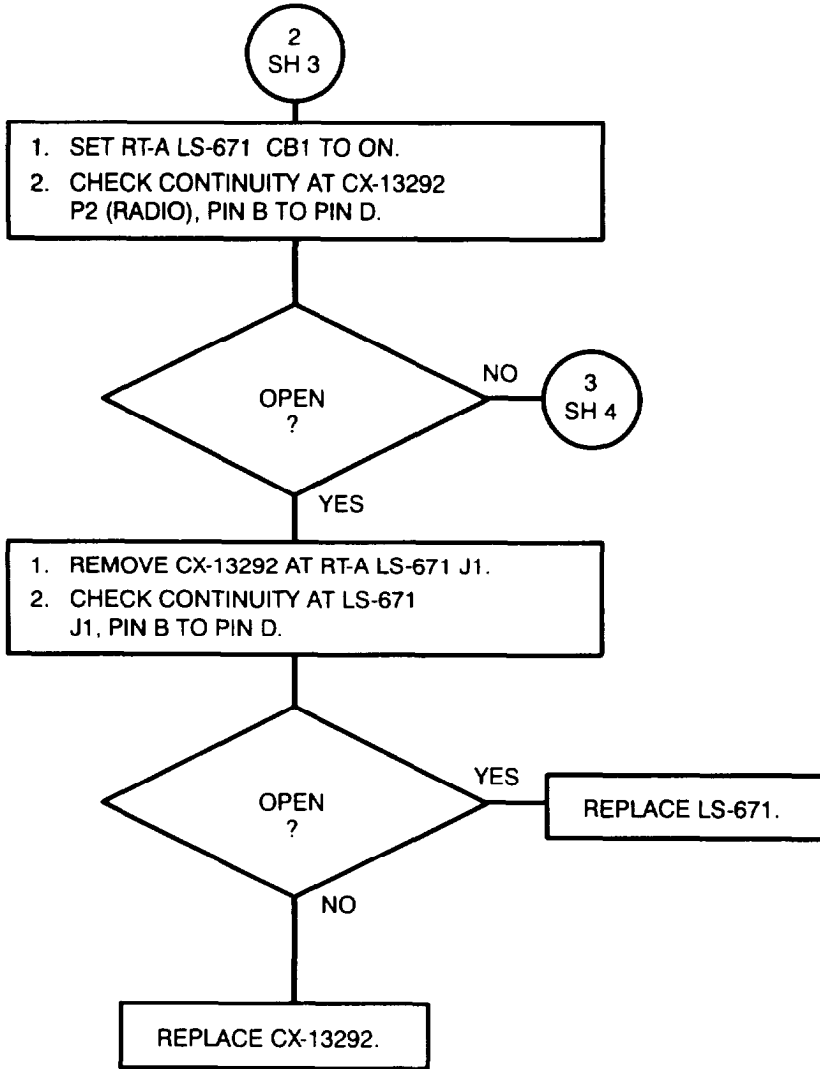 2
SH 3
1. SET RT-A LS-671 CB1 TO ON.
2. CHECK CONTINUITY AT CX-13292
P2 (RADIO), PIN B TO PIN D.
OPEN
?
NO
3
SH 4
YES
1. REMOVE CX-13292 AT RT-A LS-671 J1.
2. CHECK CONTINUITY AT LS-671
J1, PIN B TO PIN D.
OPEN
?
YES
REPLACE LS-671.
NO
REPLACE CX-13292.